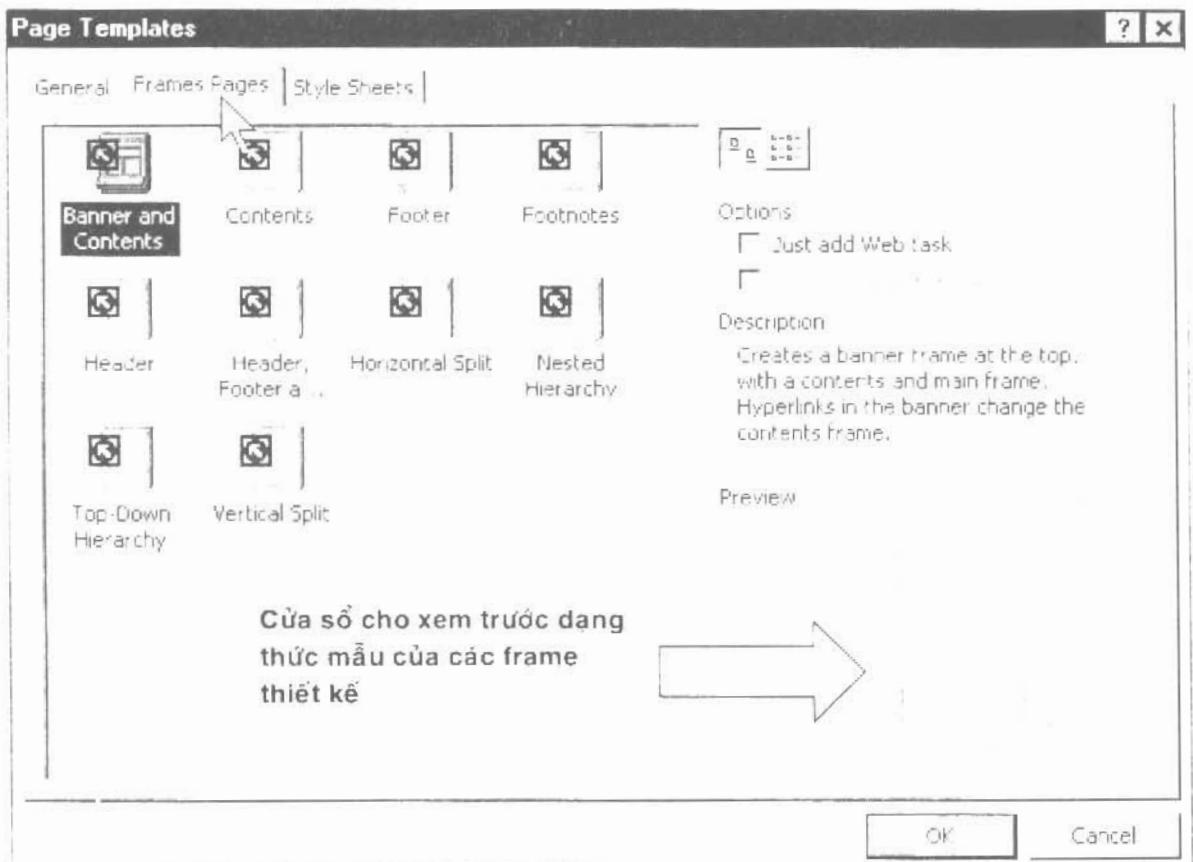 Page Templates
General Frames Pages Style Sheets
Banner and
Contents
Contents
Footer
Footnotes
Header
Header,
Footer a ...
Horizontal Split
Nested
Hierarchy
Top-Down
Hierarchy
Vertical Split
Options
Just add Web task
Description
Creates a banner frame at the top,
with a contents and main frame.
Hyperlinks in the banner change the
contents frame.
Preview
Cửa sổ cho xem trước dạng
thức mẫu của các frame
thiết kế
OK Cancel